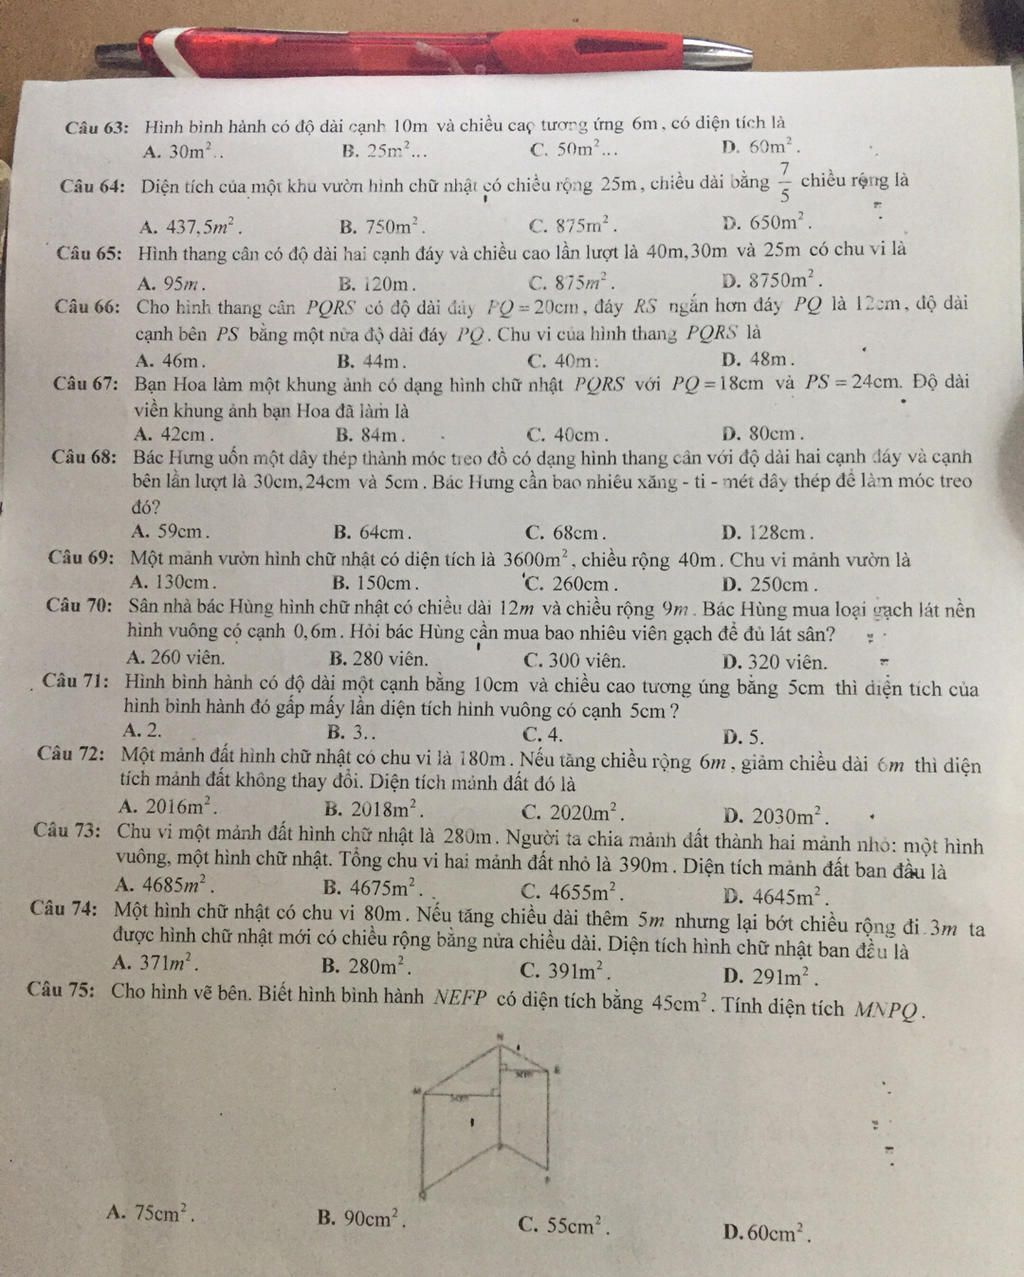 Câu 63: Hình bình hành có độ dài cạnh 10m và chiều cao tương ứng 6m, có diện tích là
A. 30m². . B. 25m²... C. 50m²... D. 60m².
Câu 64: Diện tích của một khu vườn hình chữ nhật có chiều rộng 25m, chiều dài bằng 7/5 chiều rộng là
A. 437,5m². B. 750m². C. 875m². D. 650m².
Câu 65: Hình thang cân có độ dài hai cạnh đáy và chiều cao lần lượt là 40m,30m và 25m có chu vi là
A. 95m. B. 120m. C. 875m². D. 8750m².
Câu 66: Cho hình thang cân PQRS có độ dài đáy PQ = 20cm, đáy RS ngắn hơn đáy PQ là 12cm, độ dài
cạnh bên PS bằng một nửa độ dài đáy PQ. Chu vi của hình thang PQRS là
A. 46m. B. 44m. C. 40m. D. 48m.
Câu 67: Bạn Hoa làm một khung ảnh có dạng hình chữ nhật PQRS với PQ = 18cm và PS = 24cm. Độ dài
viền khung ảnh bạn Hoa đã làm là
A. 42cm. B. 84m. C. 40cm. D. 80cm.
Câu 68: Bác Hưng uốn một dây thép thành móc treo đồ có dạng hình thang cân với độ dài hai cạnh đáy và cạnh
bên lần lượt là 30cm,24cm và 5cm. Bác Hưng cần bao nhiêu xăng - ti - mét dây thép để làm móc treo
đó?
A. 59cm. B. 64cm. C. 68cm. D. 128cm.
Câu 69: Một mảnh vườn hình chữ nhật có diện tích là 3600m², chiều rộng 40m. Chu vi mảnh vườn là
A. 130cm. B. 150cm. C. 260cm. D. 250cm.
Câu 70: Sân nhà bác Hùng hình chữ nhật có chiều dài 12m và chiều rộng 9m. Bác Hùng mua loại gạch lát nền
hình vuông có cạnh 0,6m. Hỏi bác Hùng cần mua bao nhiêu viên gạch để đủ lát sân?
A. 260 viên. B. 280 viên. C. 300 viên. D. 320 viên.
Câu 71: Hình bình hành có độ dài một cạnh bằng 10cm và chiều cao tương úng bằng 5cm thì diện tích của
hình bình hành đó gấp mấy lần diện tích hình vuông có cạnh 5cm?
A. 2. B. 3.. C. 4. D. 5.
Câu 72: Một mảnh đất hình chữ nhật có chu vi là 180m. Nếu tăng chiều rộng 6m, giảm chiều dài 6m thì diện
tích mảnh đất không thay đổi. Diện tích mảnh đất đó là
A. 2016m². B. 2018m². C. 2020m². D. 2030m².
Câu 73: Chu vi một mảnh đất hình chữ nhật là 280m. Người ta chia mảnh đất thành hai mảnh nhỏ: một hình
vuông, một hình chữ nhật. Tổng chu vi hai mảnh đất nhỏ là 390m. Diện tích mảnh đất ban đầu là
A. 4685m². B. 4675m². C. 4655m². D. 4645m².
Câu 74: Một hình chữ nhật có chu vi 80m. Nếu tăng chiều dài thêm 5m nhưng lại bớt chiều rộng đi 3m ta
được hình chữ nhật mới có chiều rộng bằng nửa chiều dài. Diện tích hình chữ nhật ban đầu là
A. 371m². B. 280m². C. 391m². D. 291m².
Câu 75: Cho hình vẽ bên. Biết hình bình hành NEFP có diện tích bằng 45cm². Tính diện tích MNPQ.
N
E
M
Q
A. 75cm². B. 90cm². C. 55cm². D. 60cm².